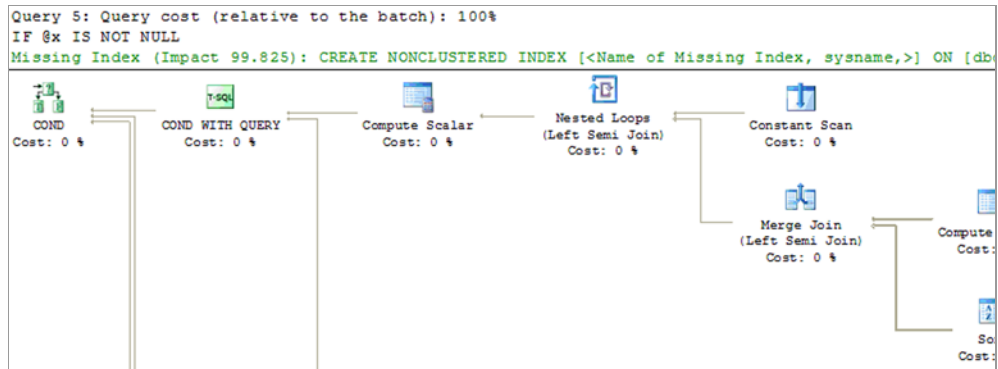 Query 5: Query cost (relative to the batch): 100%
IF @x IS NOT NULL
Missing Index (Impact 99.825): CREATE NONCLUSTERED INDEX [<Name of Missing Index, sysname,>] ON [dbo
T-SQL
COND
Cost: 0 %
COND WITH QUERY
Cost: 0 %
Compute Scalar
Cost: 0 %
Nested Loops
(Left Semi Join)
Cost: 0 %
Constant Scan
Cost: 0 %
Merge Join
(Left Semi Join)
Cost: 0 %
Compute
Cost:
So
Cost: